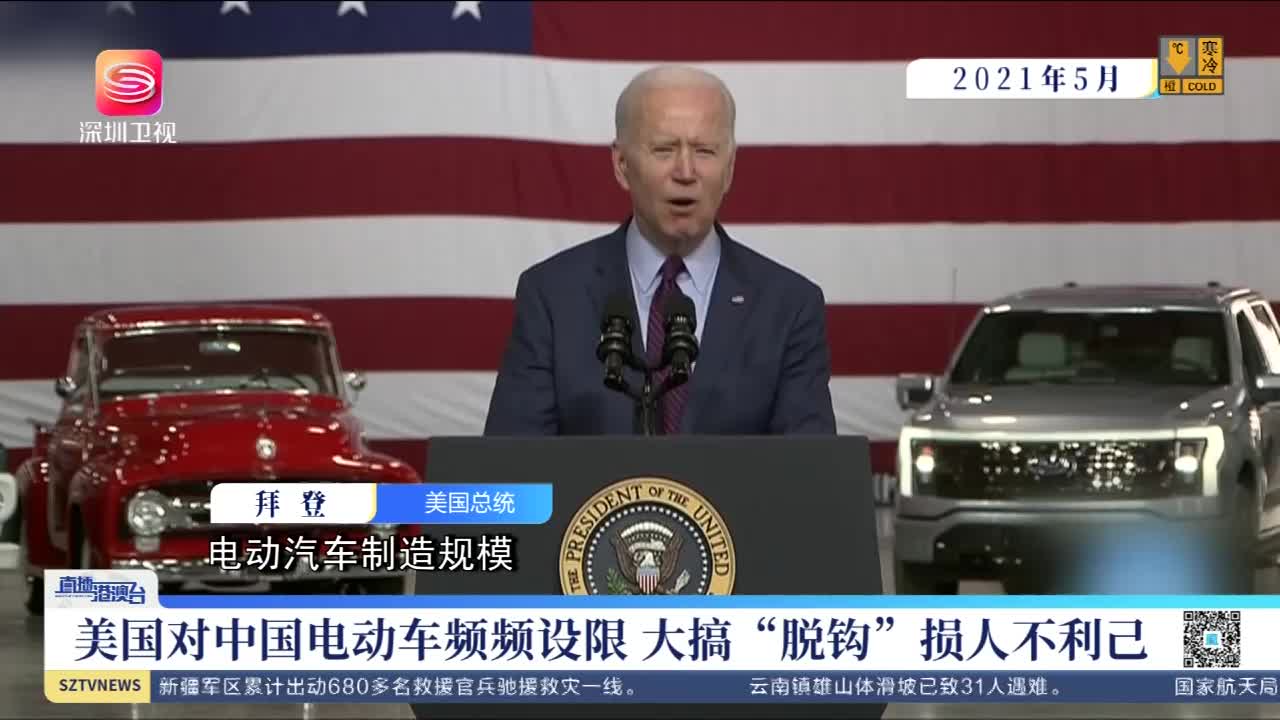 深圳卫视
2021年5月
℃
寒冷
橙
COLD
拜登
美国总统
电动汽车制造规模
PRESIDENT OF THE UNITED
直播港澳台
美国对中国电动车频频设限 大搞“脱钩”损人不利己
SZTVNEWS
新疆军区累计出动680多名救援官兵驰援救灾一线。 云南镇雄山体滑坡已致31人遇难。 国家航天局